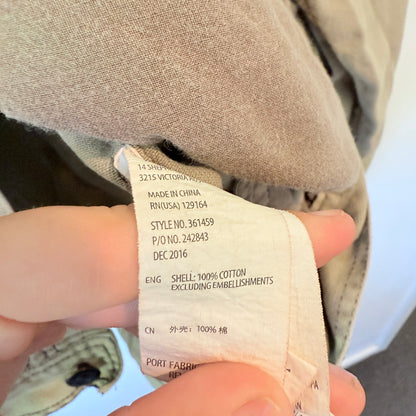 3215 VICTORIA
MADE IN CHINA
RN(USA) 129164
STYLE NO. 361459
P/O NO. 242843
DEC 2016
ENG SHELL: 100% COTTON
EXCLUDING EMBELLISHMENTS
CN 外壳: 100% 棉
PORT FABRIC